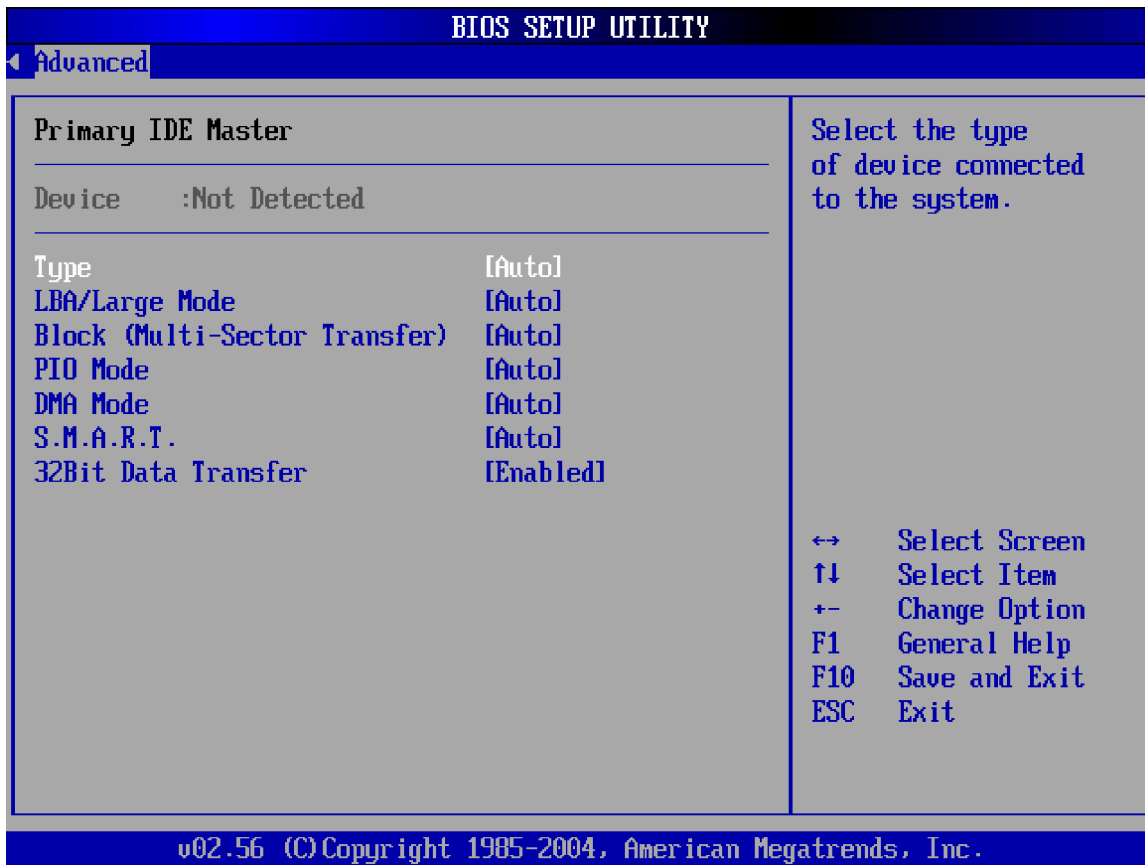 BIOS SETUP UTILITY
Advanced
Primary IDE Master
Device :Not Detected
Type [Auto]
LBA/Large Mode [Auto]
Block (Multi-Sector Transfer) [Auto]
PIO Mode [Auto]
DMA Mode [Auto]
S.M.A.R.T. [Auto]
32Bit Data Transfer [Enabled]
Select the type
of device connected
to the system.
←→ Select Screen
↑↓ Select Item
+- Change Option
F1 General Help
F10 Save and Exit
ESC Exit
v02.56 (C)Copyright 1985-2004, American Megatrends, Inc.